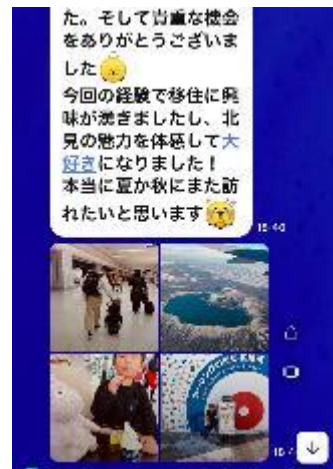 た。そして貴重な機会
をありがとうございま
した
今回の経験で移住に興
味が湧きましたし、北
見の魅力を体感して大
好きになりました！
本当に夏か秋にまた訪
れたいと思います
15:40